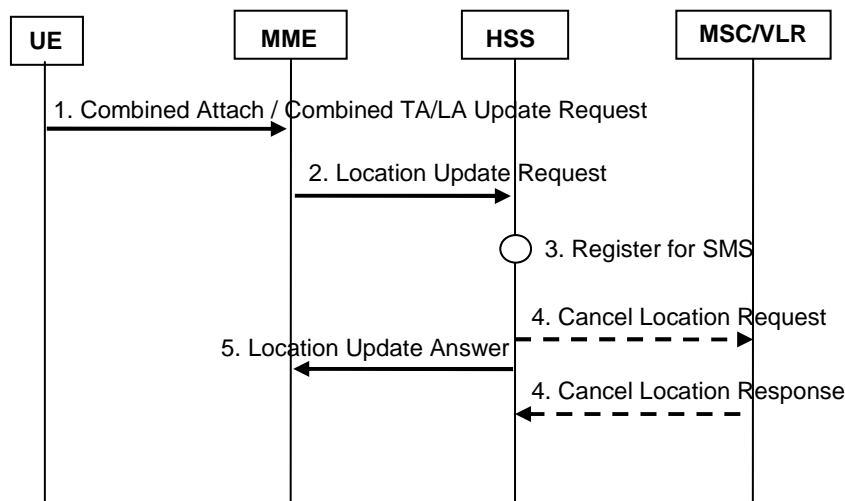 UE
MME
HSS
MSC/VLR
1. Combined Attach / Combined TA/LA Update Request
2. Location Update Request
3. Register for SMS
4. Cancel Location Request
5. Location Update Answer
4. Cancel Location Response